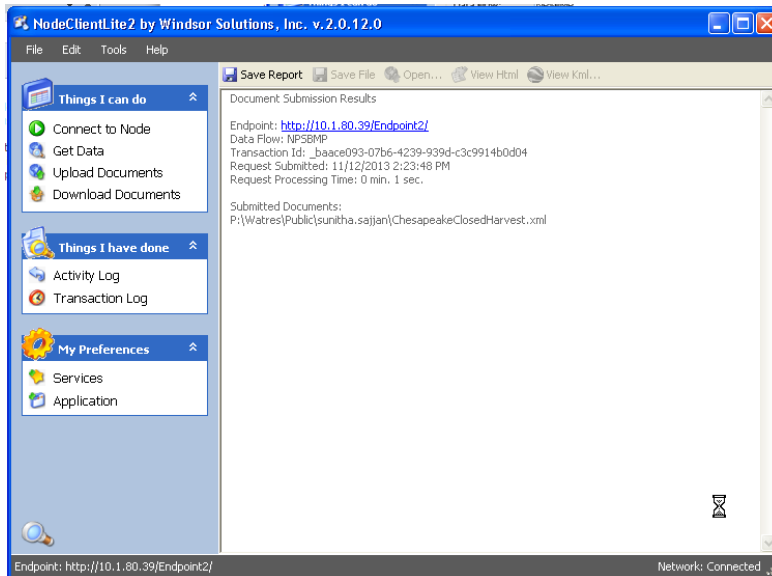 NodeClientLite2 by Windsor Solutions, Inc. v.2.0.12.0
File Edit Tools Help
Things I can do
Connect to Node
Get Data
Upload Documents
Download Documents
Things I have done
Activity Log
Transaction Log
My Preferences
Services
Application
Save Report Save File Open... View Html View Kml...
Document Submission Results
Endpoint: http://10.1.80.39/Endpoint2/
Data Flow: NPSBMP
Transaction Id: _baace093-07b6-4239-939d-c3c9914b0d04
Request Submitted: 11/12/2013 2:23:48 PM
Request Processing Time: 0 min. 1 sec.
Submitted Documents:
P:\Watres\Public\sunitha.sajjan\ChesapeakeClosedHarvest.xml
Endpoint: http://10.1.80.39/Endpoint2/ Network: Connected